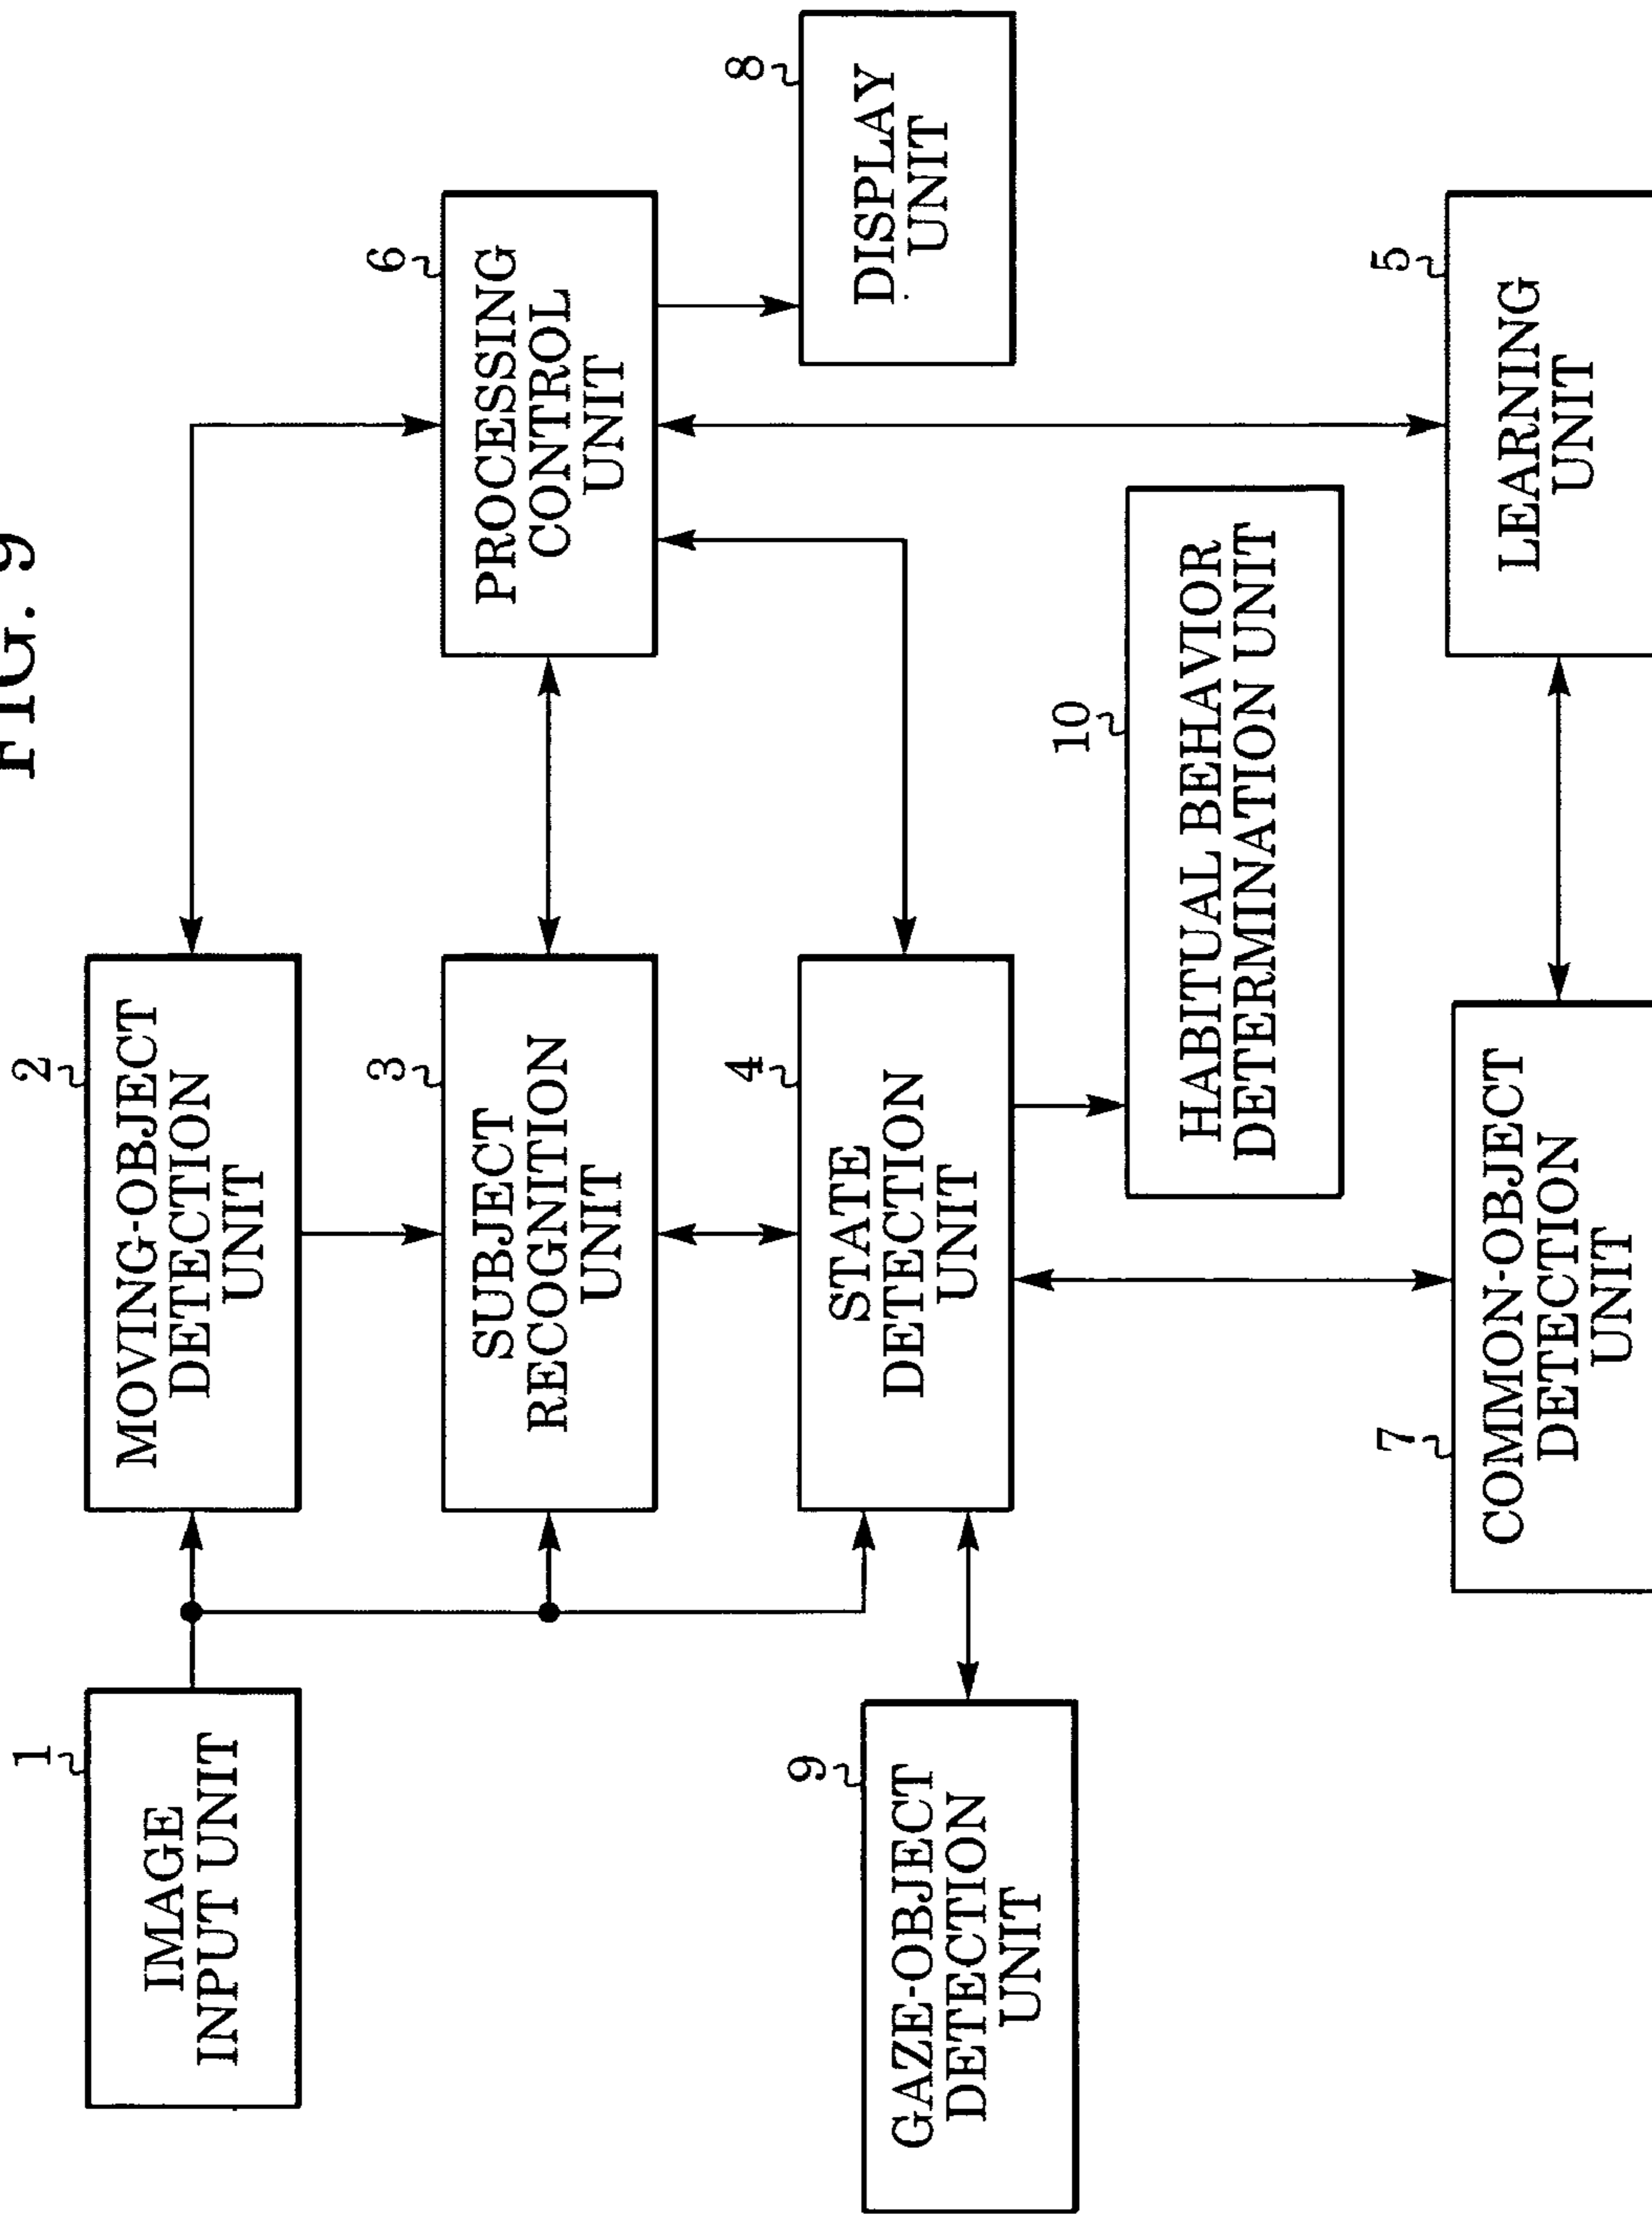 FIG. 9
1
IMAGE
INPUT UNIT
2
MOVING-OBJECT
DETECTION
UNIT
3
SUBJECT
RECOGNITION
UNIT
6
PROCESSING
CONTROL
UNIT
4
STATE
DETECTION
UNIT
8
DISPLAY
UNIT
9
GAZE-OBJECT
DETECTION
UNIT
10
HABITUAL BEHAVIOR
DETERMINATION UNIT
7
COMMON-OBJECT
DETECTION
UNIT
5
LEARNING
UNIT